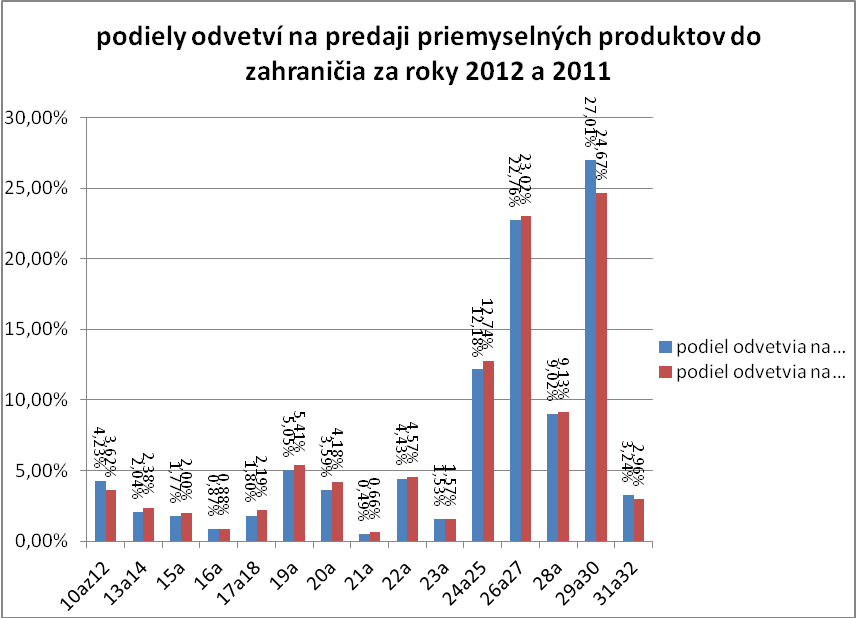 podiely odvetví na predaji priemyselných produktov do
zahraničia za roky 2012 a 2011
30,00%
25,00%
20,00%
15,00%
10,00%
5,00%
0,00%
4,23% 3,62%
2,04% 2,38%
1,77% 2,00%
0,87% 0,88%
1,80% 2,19%
5,05% 5,41%
3,59% 4,18%
0,49% 0,66%
4,43% 4,57%
1,53% 1,57%
12,18% 12,74%
22,76% 23,02%
9,02% 9,13%
27,01% 24,67%
3,24% 2,96%
10az12
13a14
15a
16a
17a18
19a
20a
21a
22a
23a
24a25
26a27
28a
29a30
31a32
podiel odvetvia na...
podiel odvetvia na...